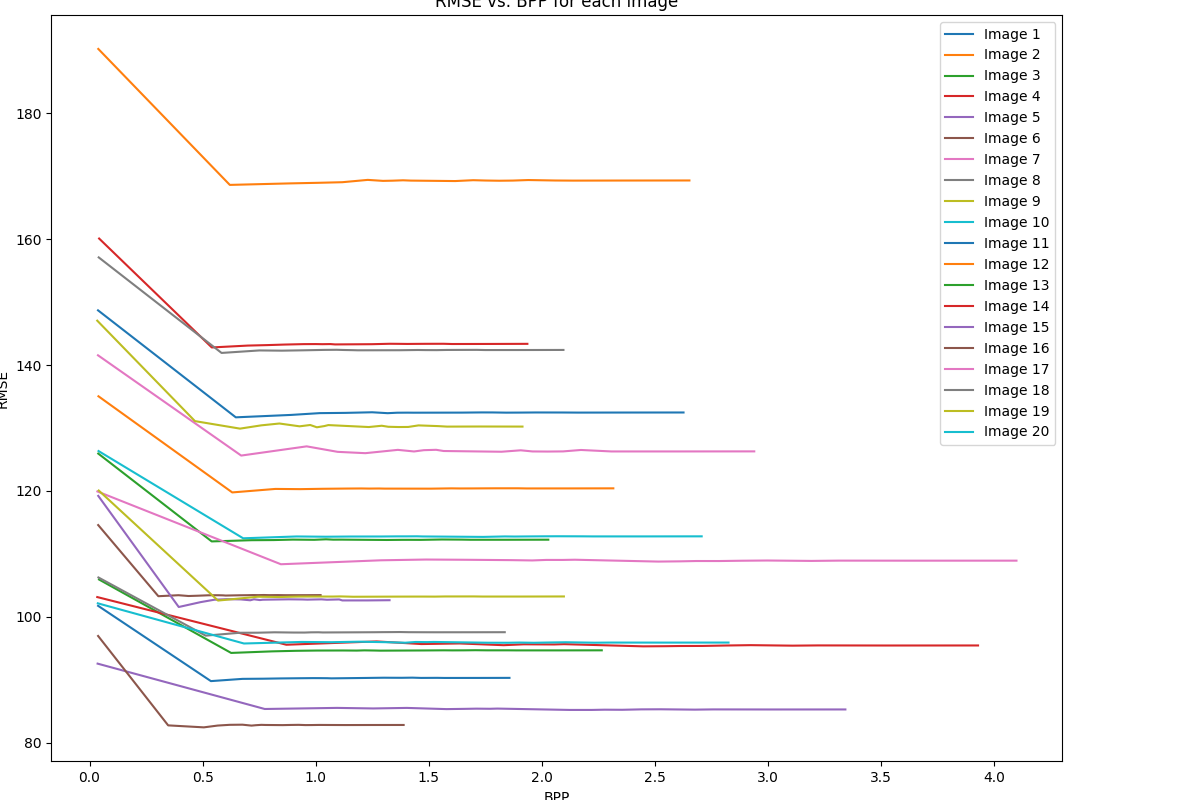 RMSE vs. BPP for each image
180
160
140
120
100
80
RMSE
0.0 0.5 1.0 1.5 2.0 2.5 3.0 3.5 4.0
BPP
Image 1
Image 2
Image 3
Image 4
Image 5
Image 6
Image 7
Image 8
Image 9
Image 10
Image 11
Image 12
Image 13
Image 14
Image 15
Image 16
Image 17
Image 18
Image 19
Image 20